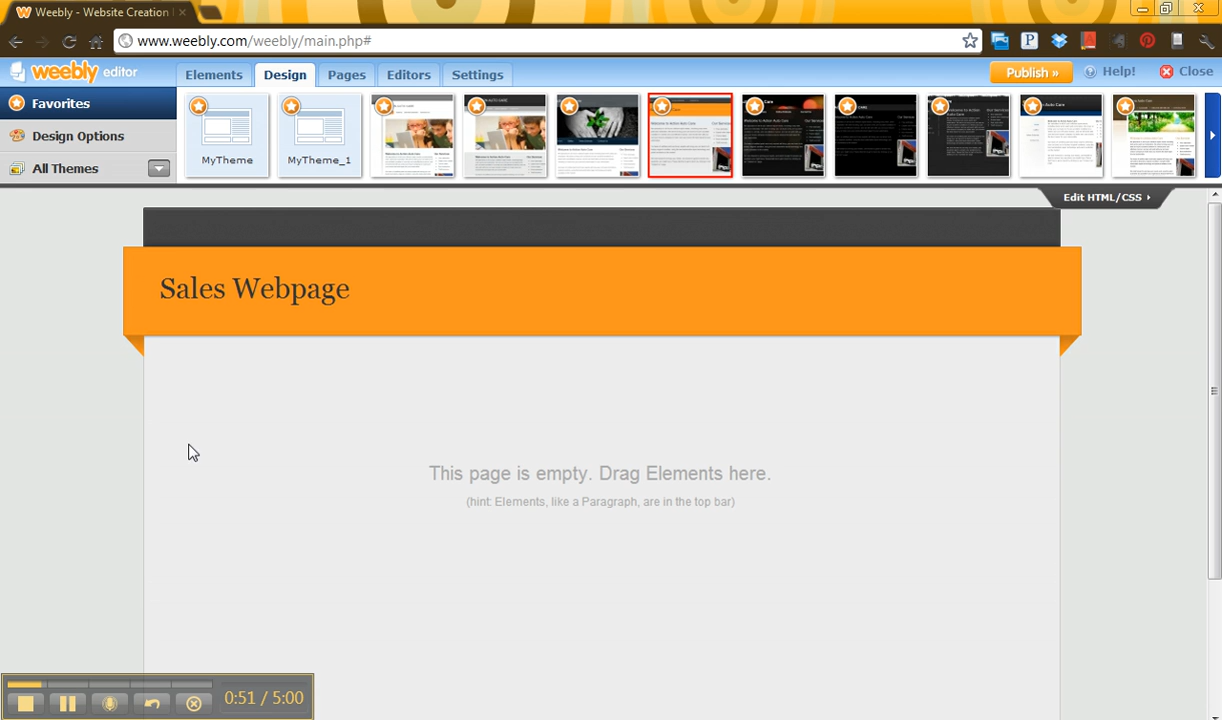 Weebly - Website Creation
www.weebly.com/weebly/main.php#
weebly editor
Elements
Design
Pages
Editors
Settings
Publish »
Help!
Close
Favorites
Design Options
All Themes
MyTheme
MyTheme_1
Edit HTML/CSS
Sales Webpage
This page is empty. Drag Elements here.
(hint: Elements, like a Paragraph, are in the top bar)
0:51 / 5:00